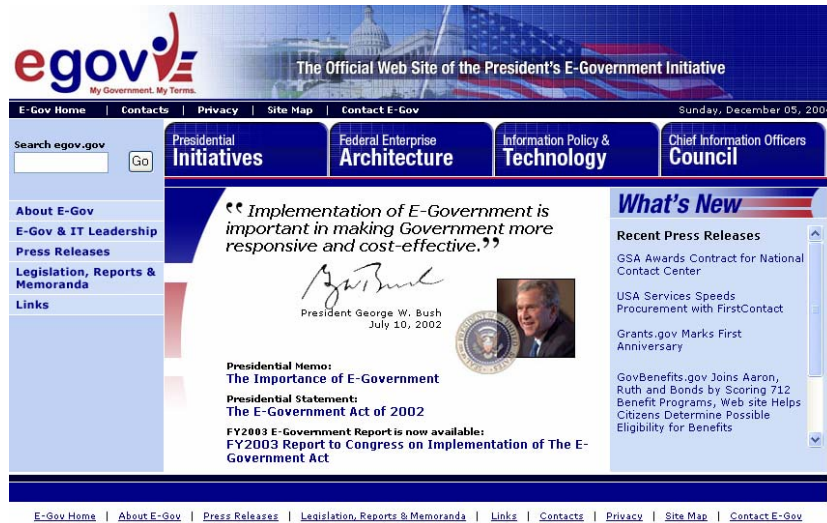 egov
My Government. My Terms.
The Official Web Site of the President's E-Government Initiative
E-Gov Home | Contacts | Privacy | Site Map | Contact E-Gov
Sunday, December 05, 200
Search egov.gov
Go
Presidential
Initiatives
Federal Enterprise
Architecture
Information Policy &
Technology
Chief Information Officers
Council
About E-Gov
E-Gov & IT Leadership
Press Releases
Legislation, Reports &
Memoranda
Links
“Implementation of E-Government is
important in making Government more
responsive and cost-effective.”
President George W. Bush
July 10, 2002
Presidential Memo:
The Importance of E-Government
Presidential Statement:
The E-Government Act of 2002
FY2003 E-Government Report is now available:
FY2003 Report to Congress on Implementation of The E-
Government Act
What's New
Recent Press Releases
GSA Awards Contract for National
Contact Center
USA Services Speeds
Procurement with FirstContact
Grants.gov Marks First
Anniversary
GovBenefits.gov Joins Aaron,
Ruth and Bonds by Scoring 712
Benefit Programs, Web site Helps
Citizens Determine Possible
Eligibility for Benefits
E-Gov Home | About E-Gov | Press Releases | Legislation, Reports & Memoranda | Links | Contacts | Privacy | Site Map | Contact E-Gov